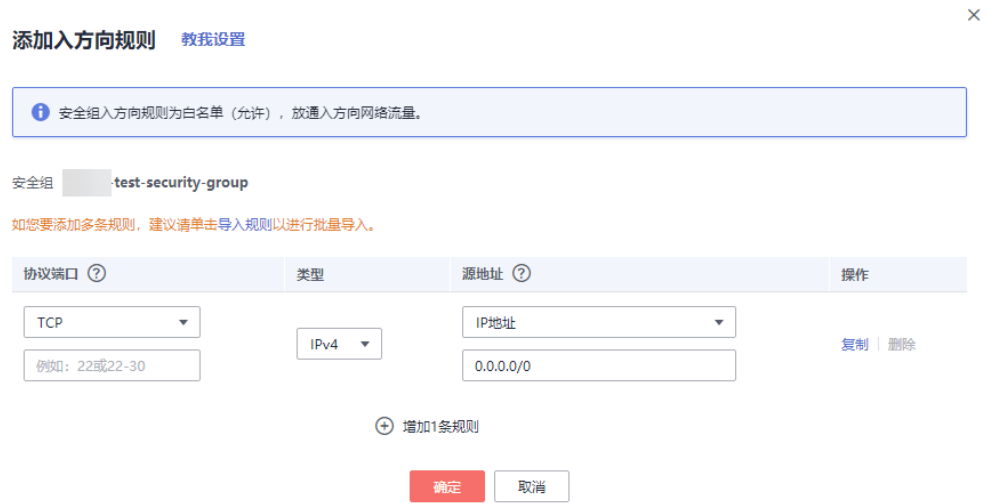 添加入方向规则 教我设置
安全组入方向规则为白名单（允许），放通入方向网络流量。
安全组 -test-security-group
如您要添加多条规则，建议请单击导入规则以进行批量导入。
协议端口 类型 源地址 操作
TCP IPv4 IP地址 复制 删除
例如：22或22-30 0.0.0.0/0
增加1条规则
确定 取消